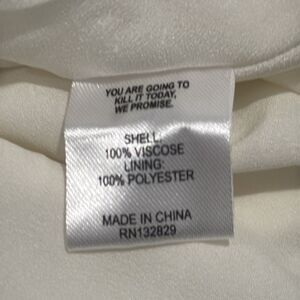 YOU ARE GOING TO
KILL IT TODAY,
WE PROMISE.
SHELL:
100% VISCOSE
LINING:
100% POLYESTER
MADE IN CHINA
RN132829